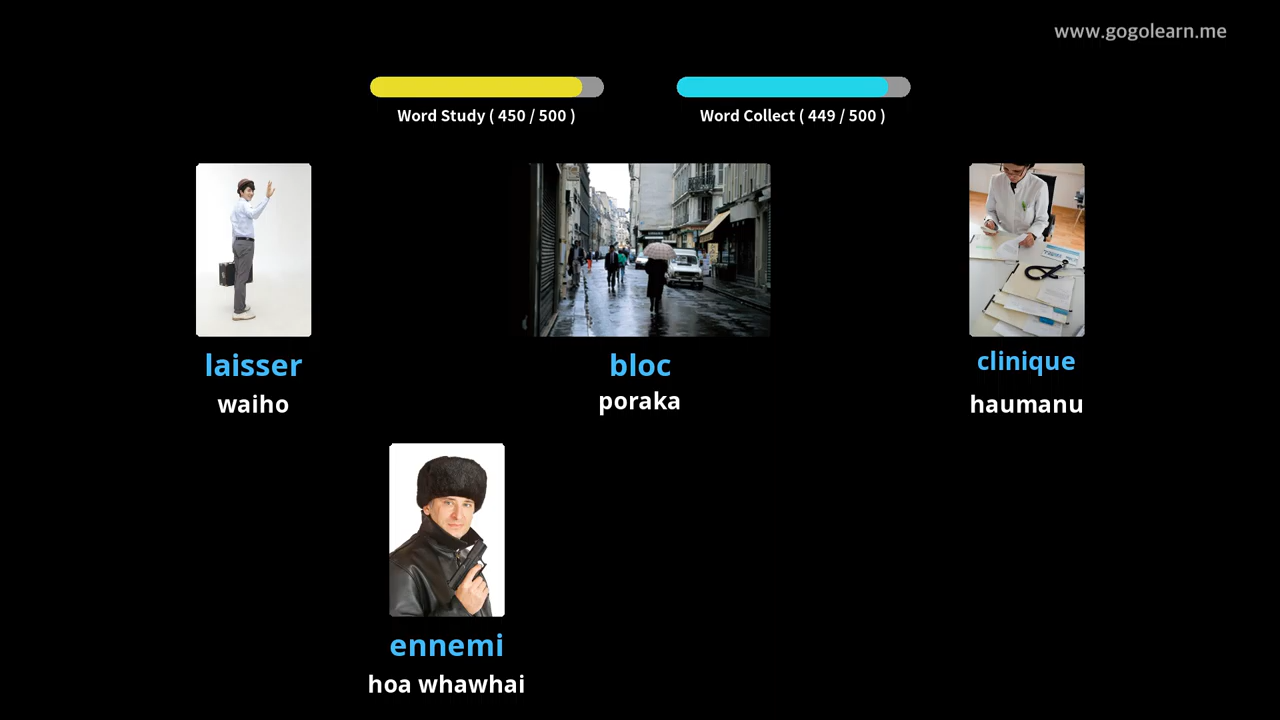 www.gogolearn.me
Word Study ( 450 / 500 )
Word Collect ( 449 / 500 )
laisser
waiho
bloc
poraka
clinique
haumanu
ennemi
hoa whawhai